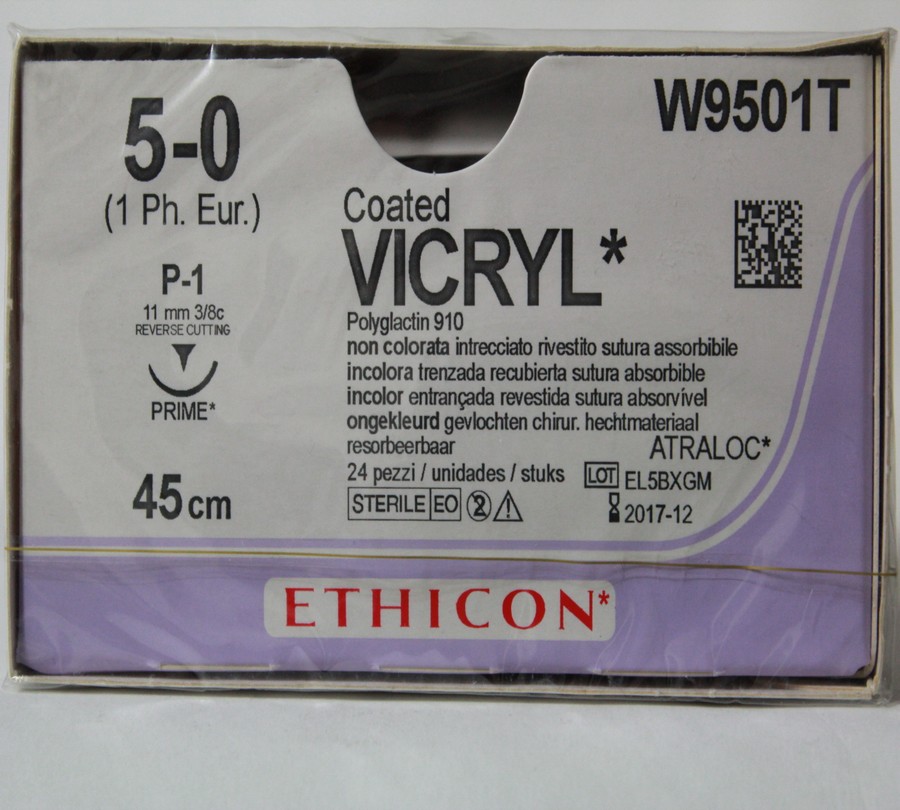 5-0
(1 Ph. Eur.)
P-1
11 mm 3/8c
REVERSE CUTTING
PRIME*
45 cm
W9501T
Coated
VICRYL*
Polyglactin 910
non colorata intrecciato rivestito sutura assorbibile
incolora trenzada recubierta sutura absorbible
incolor entrançada revestida sutura absorvível
ongekleurd gevlochten chirur. hechtmateriaal
resorbeerbaar
ATRALOC*
24 pezzi / unidades / stuks
LOT EL5BXGM
STERILE EO 2
2017-12
ETHICON*